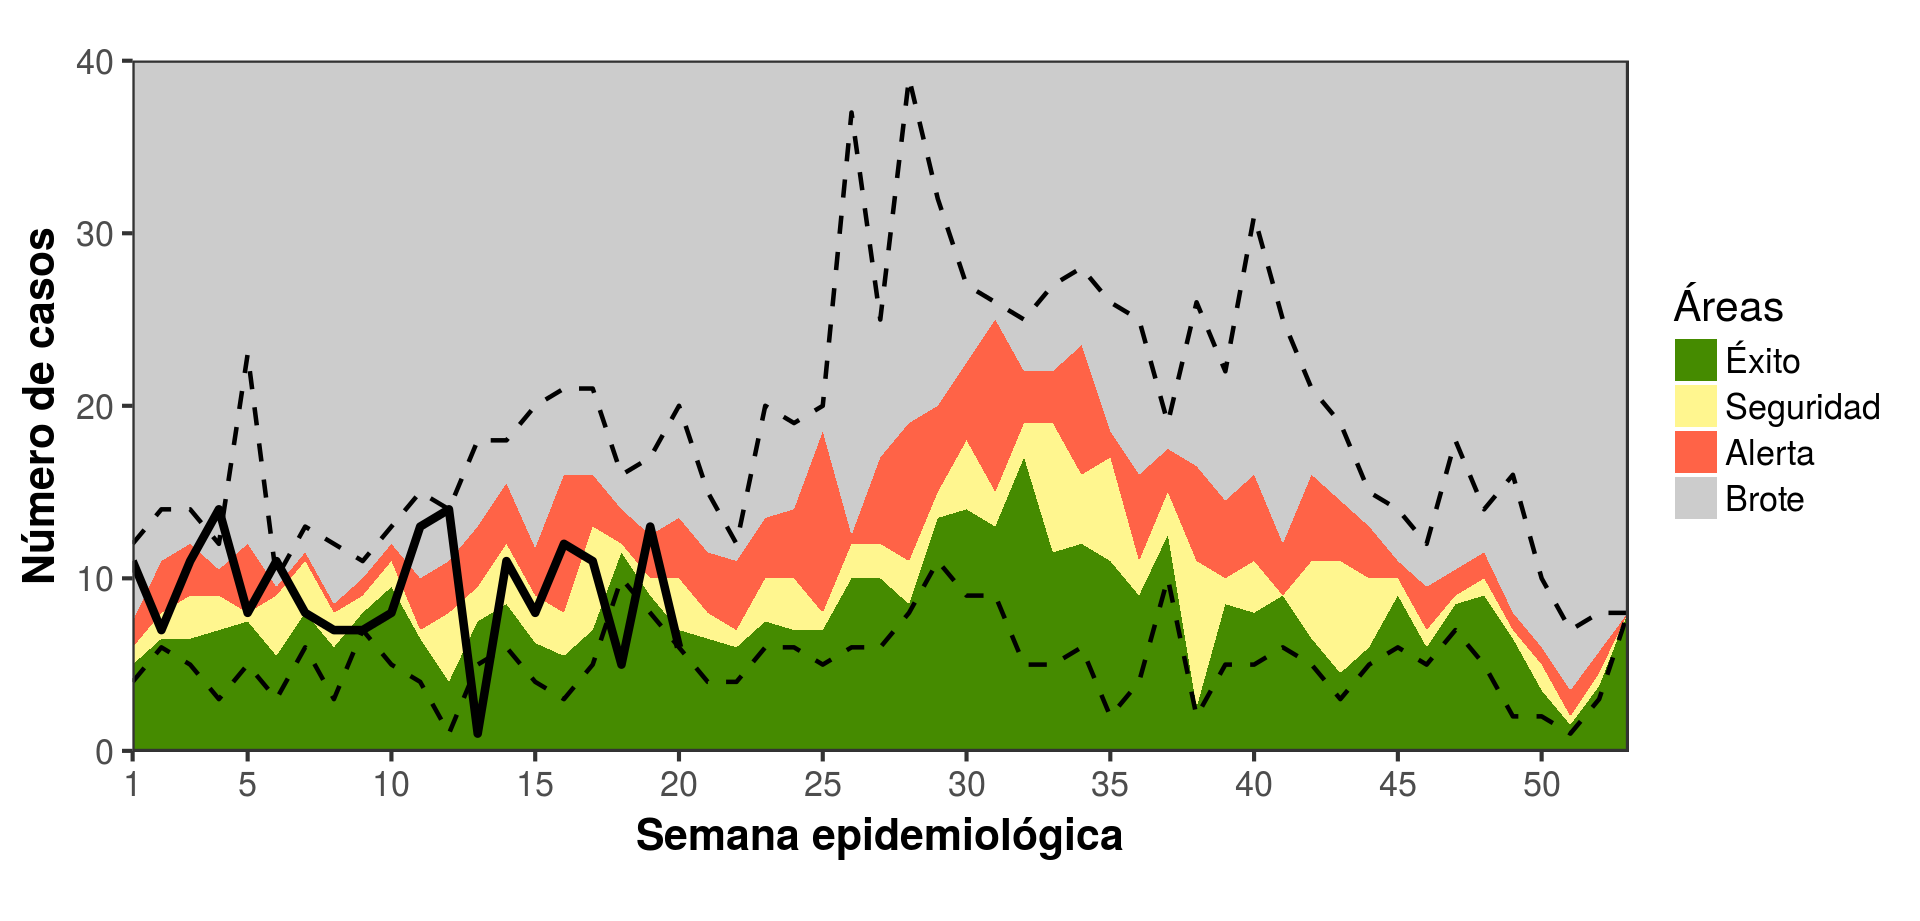 Número de casos
40
30
20
10
0
1 5 10 15 20 25 30 35 40 45 50
Semana epidemiológica
Áreas
Éxito
Seguridad
Alerta
Brote